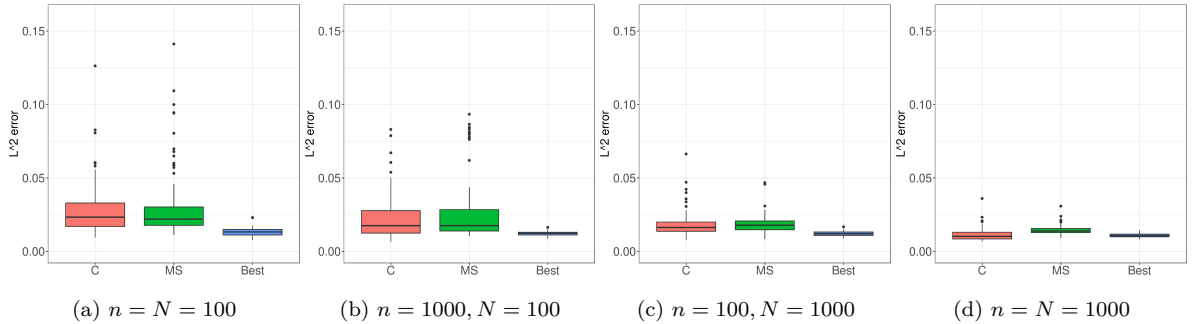 L^2 error
0.15
0.10
0.05
0.00
C MS Best
(a) n = N = 100
L^2 error
0.15
0.10
0.05
0.00
C MS Best
(b) n = 1000, N = 100
L^2 error
0.15
0.10
0.05
0.00
C MS Best
(c) n = 100, N = 1000
L^2 error
0.15
0.10
0.05
0.00
C MS Best
(d) n = N = 1000